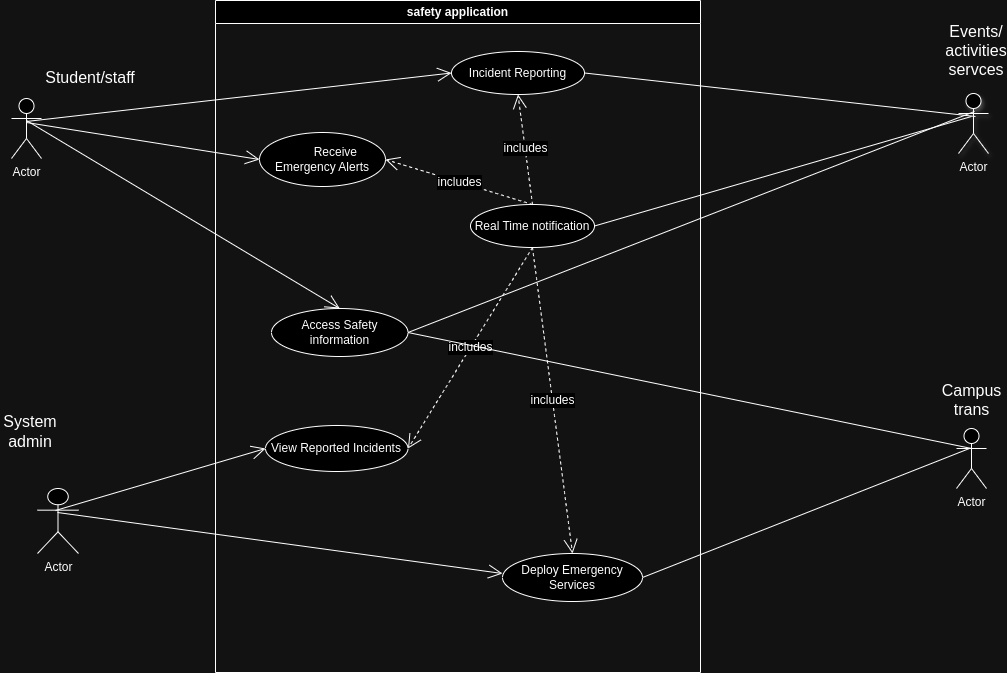 safety application
Student/staff
Actor
Events/
activities
servces
Actor
Incident Reporting
includes
Receive
Emergency Alerts
includes
Real Time notification
Access Safety
information
includes
includes
System
admin
Actor
Campus
trans
Actor
View Reported Incidents
Deploy Emergency
Services